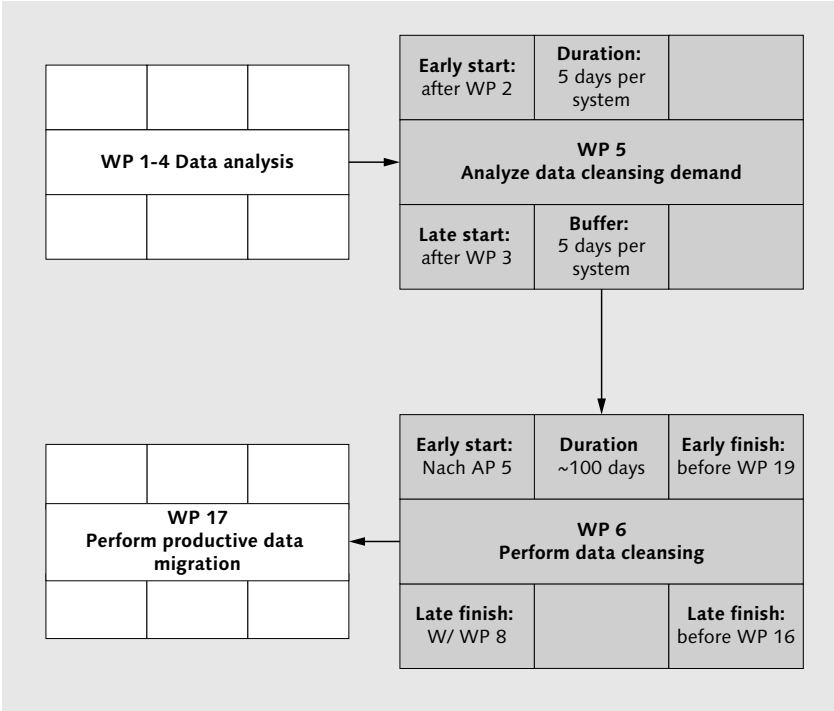 WP 1-4 Data analysis
Early start:
after WP 2
Duration:
5 days per
system
WP 5
Analyze data cleansing demand
Late start:
after WP 3
Buffer:
5 days per
system
Early start:
Nach AP 5
Duration
~100 days
Early finish:
before WP 19
WP 6
Perform data cleansing
Late finish:
W/ WP 8
Late finish:
before WP 16
WP 17
Perform productive data
migration